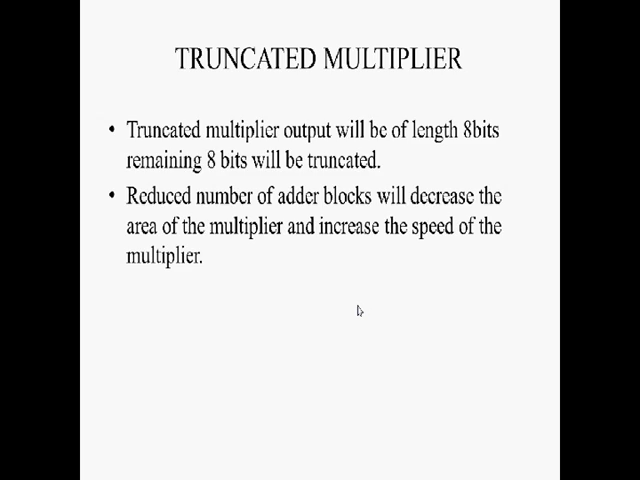 TRUNCATED MULTIPLIER
• Truncated multiplier output will be of length 8bits
remaining 8 bits will be truncated.
• Reduced number of adder blocks will decrease the
area of the multiplier and increase the speed of the
multiplier.